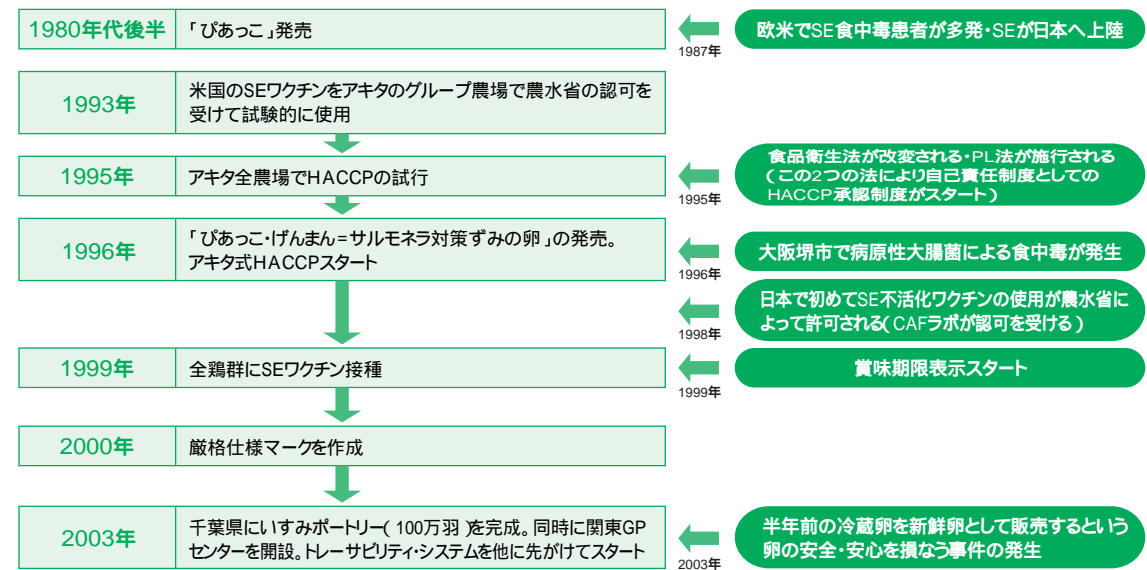 1980年代後半
「ぴあっこ」発売
欧米でSE食中毒患者が多発・SEが日本へ上陸
1987年
1993年
米国のSEワクチンをアキタのグループ農場で農水省の認可を
受けて試験的に使用
1995年
アキタ全農場でHACCPの試行
食品衛生法が改変される・PL法が施行される
（この2つの法により自己責任制度としての
HACCP承認制度がスタート）
1995年
1996年
「ぴあっこ・げんまん=サルモネラ対策ずみの卵」の発売。
アキタ式HACCPスタート
大阪堺市で病原性大腸菌による食中毒が発生
1996年
日本で初めてSE不活化ワクチンの使用が農水省に
よって許可される（CAFラボが認可を受ける）
1998年
1999年
全鶏群にSEワクチン接種
賞味期限表示スタート
1999年
2000年
厳格仕様マークを作成
2003年
千葉県にいすみポートリー（100万羽）を完成。同時に関東GP
センターを開設。トレーサビリティ・システムを他に先がけてスタート
半年前の冷蔵卵を新鮮卵として販売するという
卵の安全・安心を損なう事件の発生
2003年